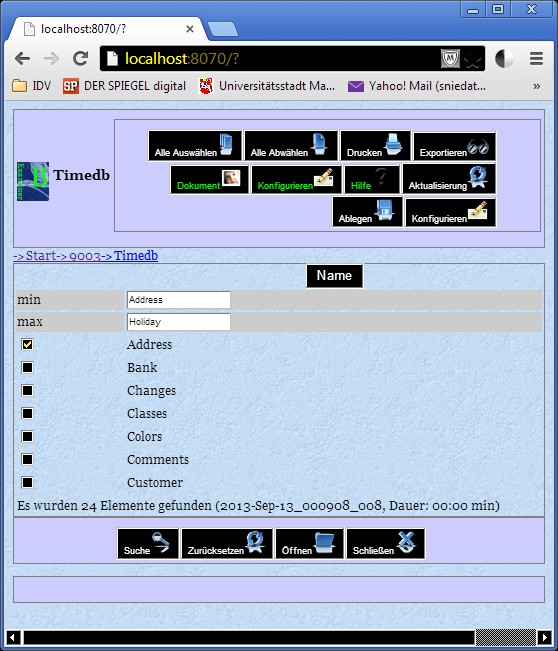 localhost:8070/?
localhost:8070/?
IDV DER SPIEGEL digital Universitätsstadt Ma... Yahoo! Mail (sniedat... »
Alle Auswählen Alle Abwählen Drucken Exportieren
Timedb
Dokument Konfigurieren Hilfe Aktualisierung
Ablegen Konfigurieren
->Start->9003->Timedb
Name
min Address
max Holiday
Address
Bank
Changes
Classes
Colors
Comments
Customer
Es wurden 24 Elemente gefunden (2013-Sep-13_000908_008, Dauer: 00:00 min)
Suche Zurücksetzen Öffnen Schließen